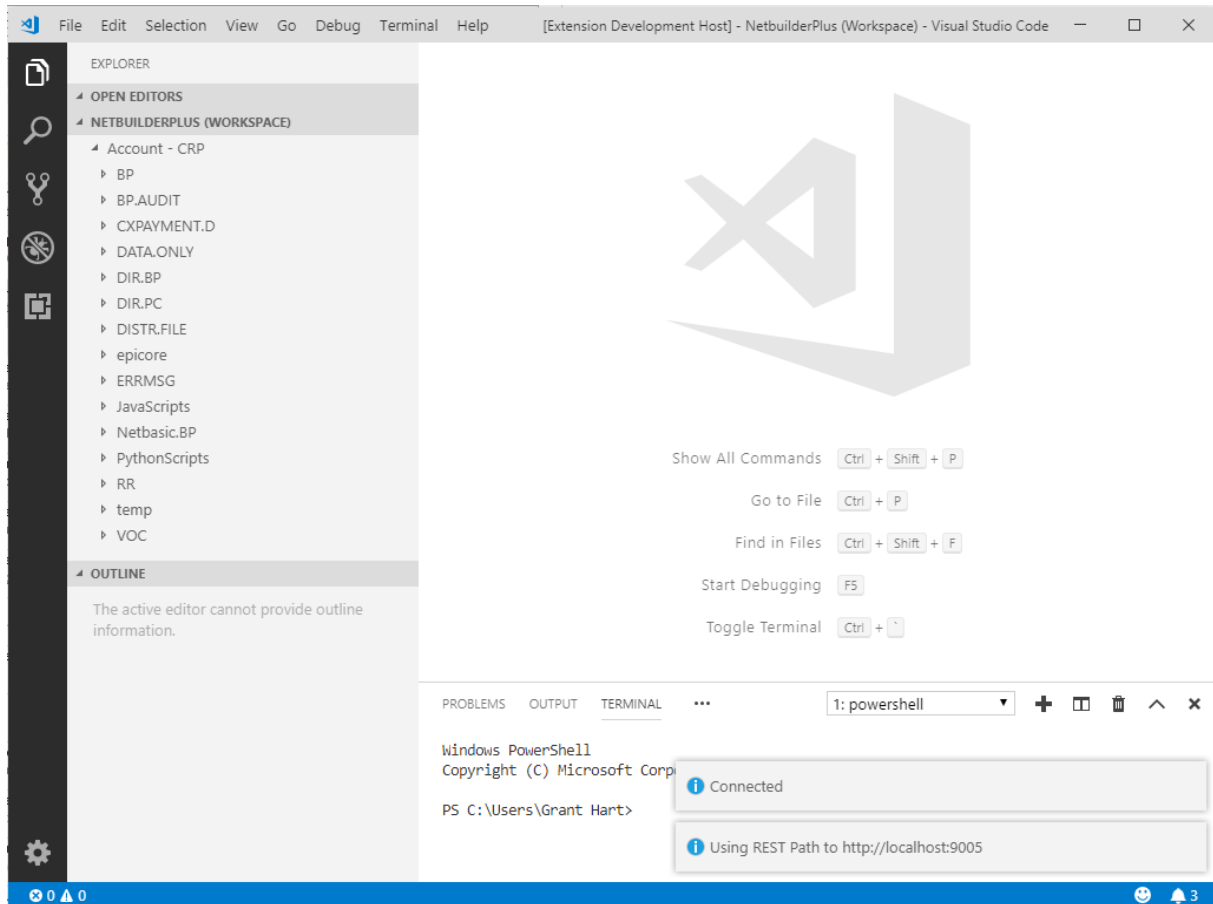 File Edit Selection View Go Debug Terminal Help [Extension Development Host] - NetbuilderPlus (Workspace) - Visual Studio Code
EXPLORER
OPEN EDITORS
NETBUILDERPLUS (WORKSPACE)
Account - CRP
BP
BP.AUDIT
CXPAYMENT.D
DATA.ONLY
DIR.BP
DIR.PC
DISTR.FILE
epicore
ERRMSG
JavaScripts
Netbasic.BP
PythonScripts
RR
temp
VOC
OUTLINE
The active editor cannot provide outline
information.
Show All Commands Ctrl + Shift + P
Go to File Ctrl + P
Find in Files Ctrl + Shift + F
Start Debugging F5
Toggle Terminal Ctrl + `
PROBLEMS OUTPUT TERMINAL ••• 1: powershell
Windows PowerShell
Copyright (C) Microsoft Corp
PS C:\Users\Grant Hart>
Connected
Using REST Path to http://localhost:9005
0 0 3